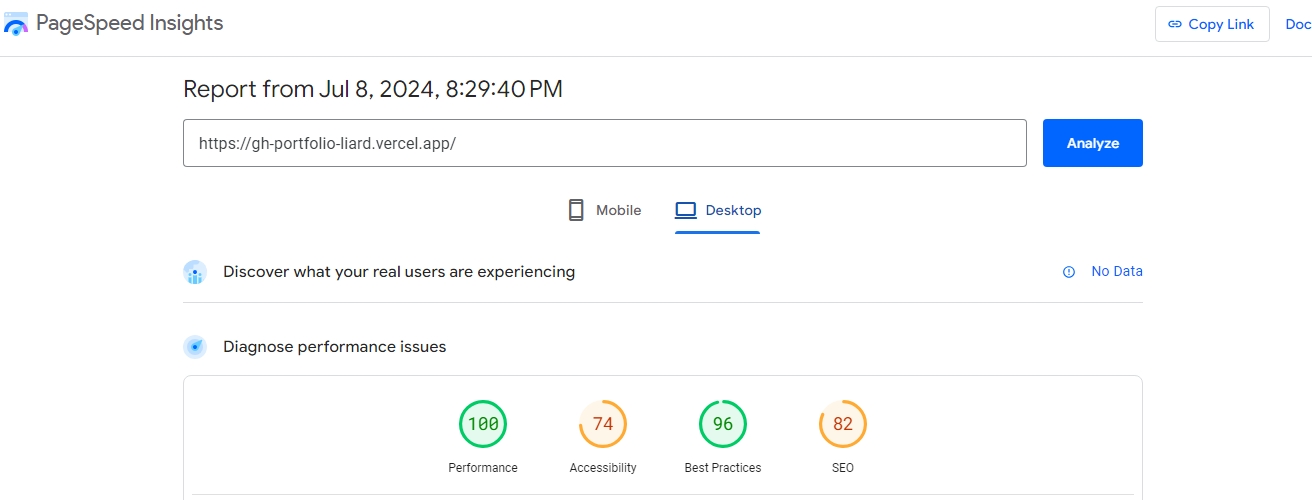 PageSpeed Insights
Copy Link
Doc
Report from Jul 8, 2024, 8:29:40 PM
https://gh-portfolio-liard.vercel.app/
Analyze
Mobile
Desktop
Discover what your real users are experiencing
No Data
Diagnose performance issues
100
74
96
82
Performance
Accessibility
Best Practices
SEO